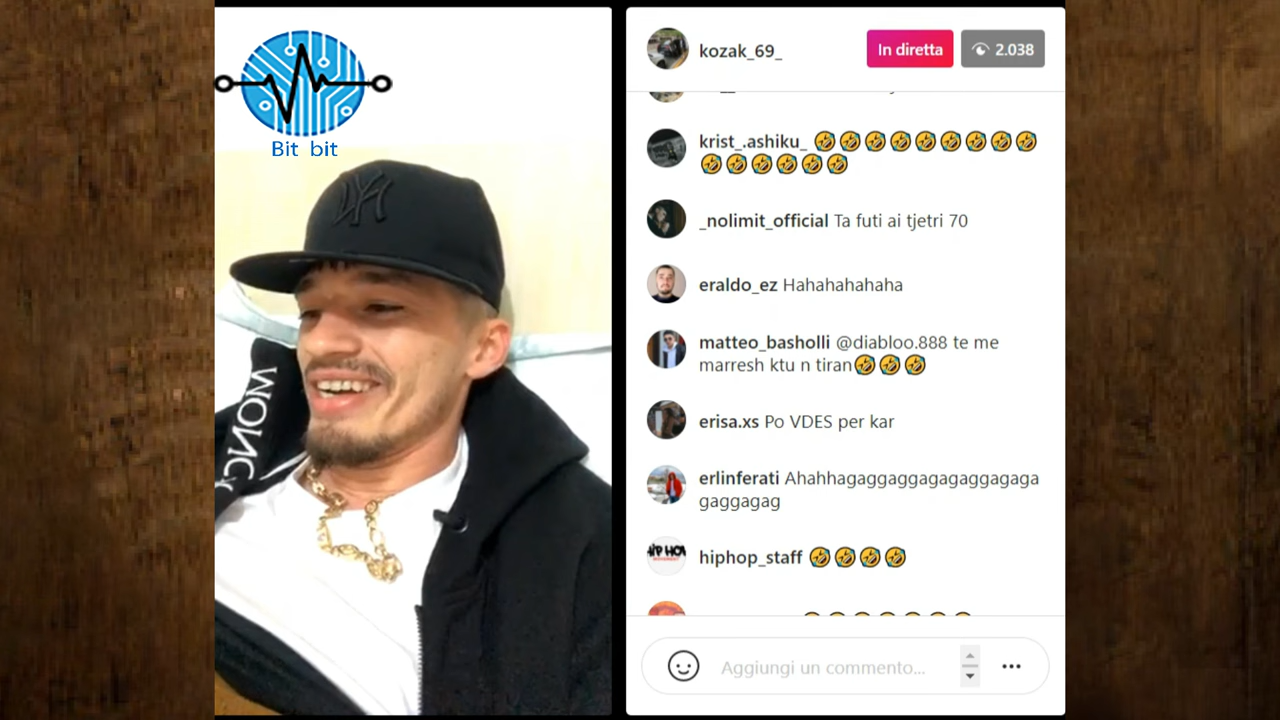 Bit bit
WONG
kozak_69_
In diretta
2.038
krist_.ashiku_ 🤣🤣🤣🤣🤣🤣🤣🤣🤣
🤣🤣🤣🤣🤣🤣
_nolimit_official Ta futi ai tjetri 70
eraldo_ez Hahahahahaha
matteo_basholli @diabloo.888 te me
marresh ktu n tiran🤣🤣🤣
erisa.xs Po VDES per kar
erlinferati Ahahhagaggaggagagaggagaga
gaggagag
hiphop_staff 🤣🤣🤣🤣
Aggiungi un commento...